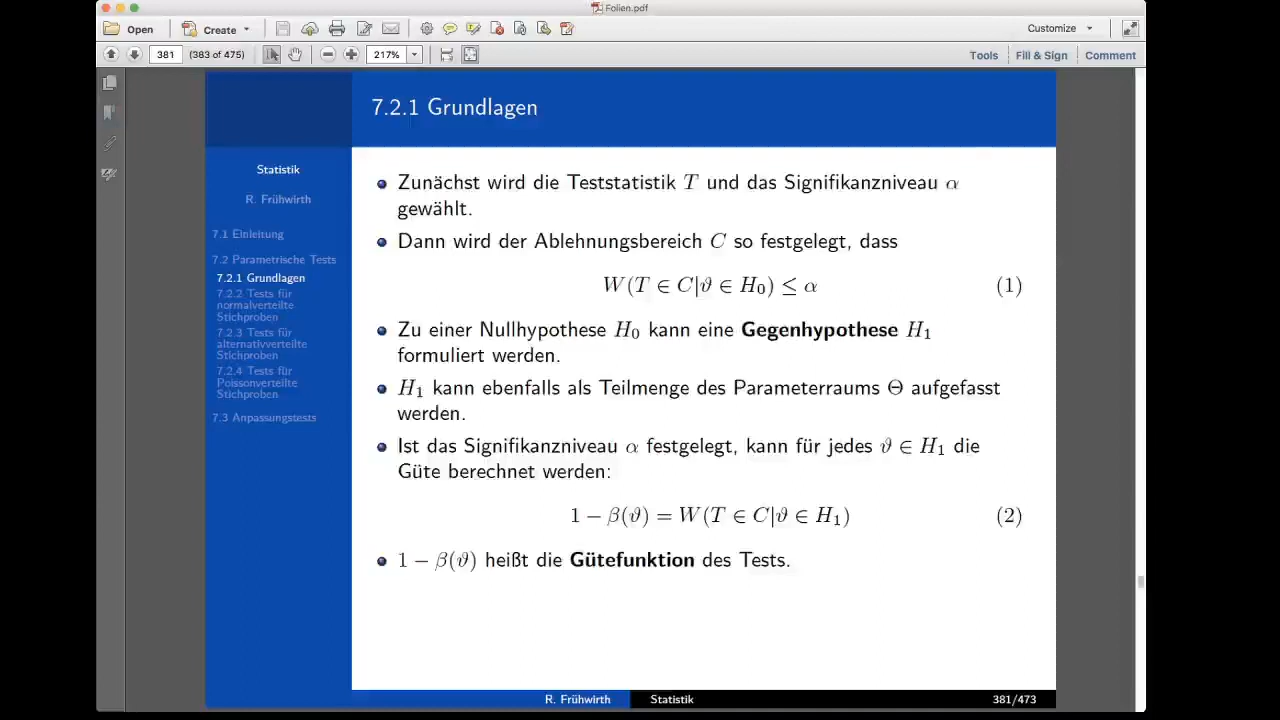 Folien.pdf
Open
Create
Customize
381
(383 of 475)
217%
Tools
Fill & Sign
Comment
7.2.1 Grundlagen
Statistik
R. Frühwirth
7.1 Einleitung
7.2 Parametrische Tests
7.2.1 Grundlagen
7.2.2 Tests für
normalverteilte
Stichproben
7.2.3 Tests für
alternativverteilte
Stichproben
7.2.4 Tests für
Poissonverteilte
Stichproben
7.3 Anpassungstests
Zunächst wird die Teststatistik T und das Signifikanzniveau α
gewählt.
Dann wird der Ablehnungsbereich C so festgelegt, dass
W(T ∈ C|ϑ ∈ H₀) ≤ α (1)
Zu einer Nullhypothese H₀ kann eine Gegenhypothese H₁
formuliert werden.
H₁ kann ebenfalls als Teilmenge des Parameterraums Θ aufgefasst
werden.
Ist das Signifikanzniveau α festgelegt, kann für jedes ϑ ∈ H₁ die
Güte berechnet werden:
1 − β(ϑ) = W(T ∈ C|ϑ ∈ H₁) (2)
1 − β(ϑ) heißt die Gütefunktion des Tests.
R. Frühwirth
Statistik
381/473